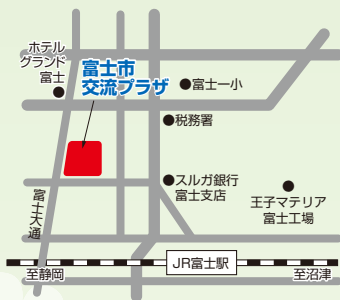 ホテル
グランド
富士
富士市
交流プラザ
●富士一小
●税務署
●スルガ銀行
富士支店
王子マテリア
富士工場
富士大通
JR富士駅
至静岡
至沼津